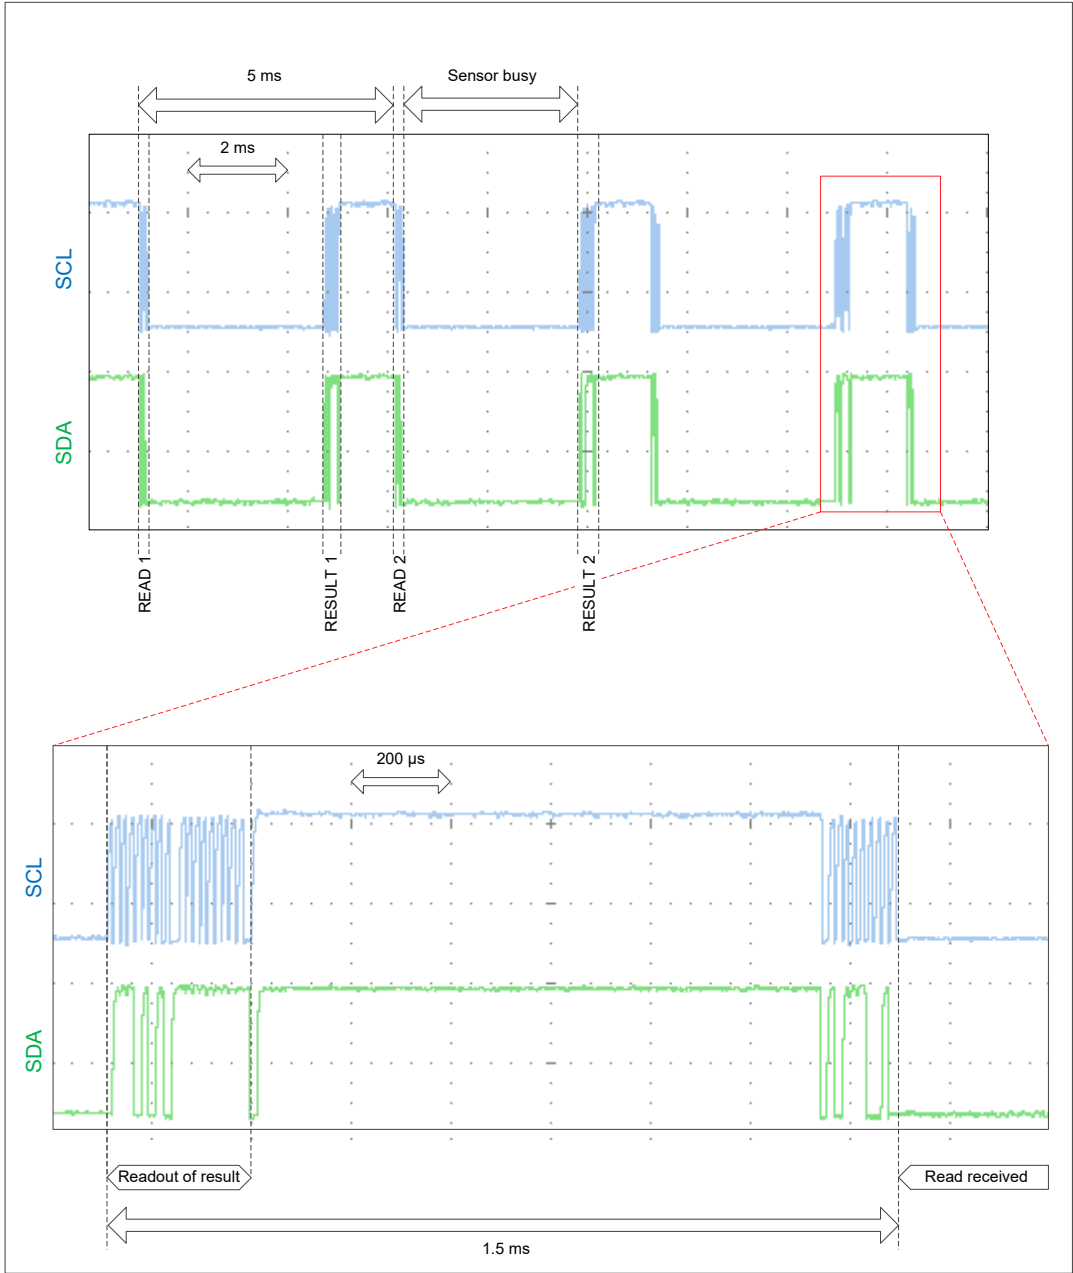 5 ms
Sensor busy
2 ms
SCL
SDA
READ 1
RESULT 1
READ 2
RESULT 2
200 µs
SCL
SDA
Readout of result
Read received
1.5 ms